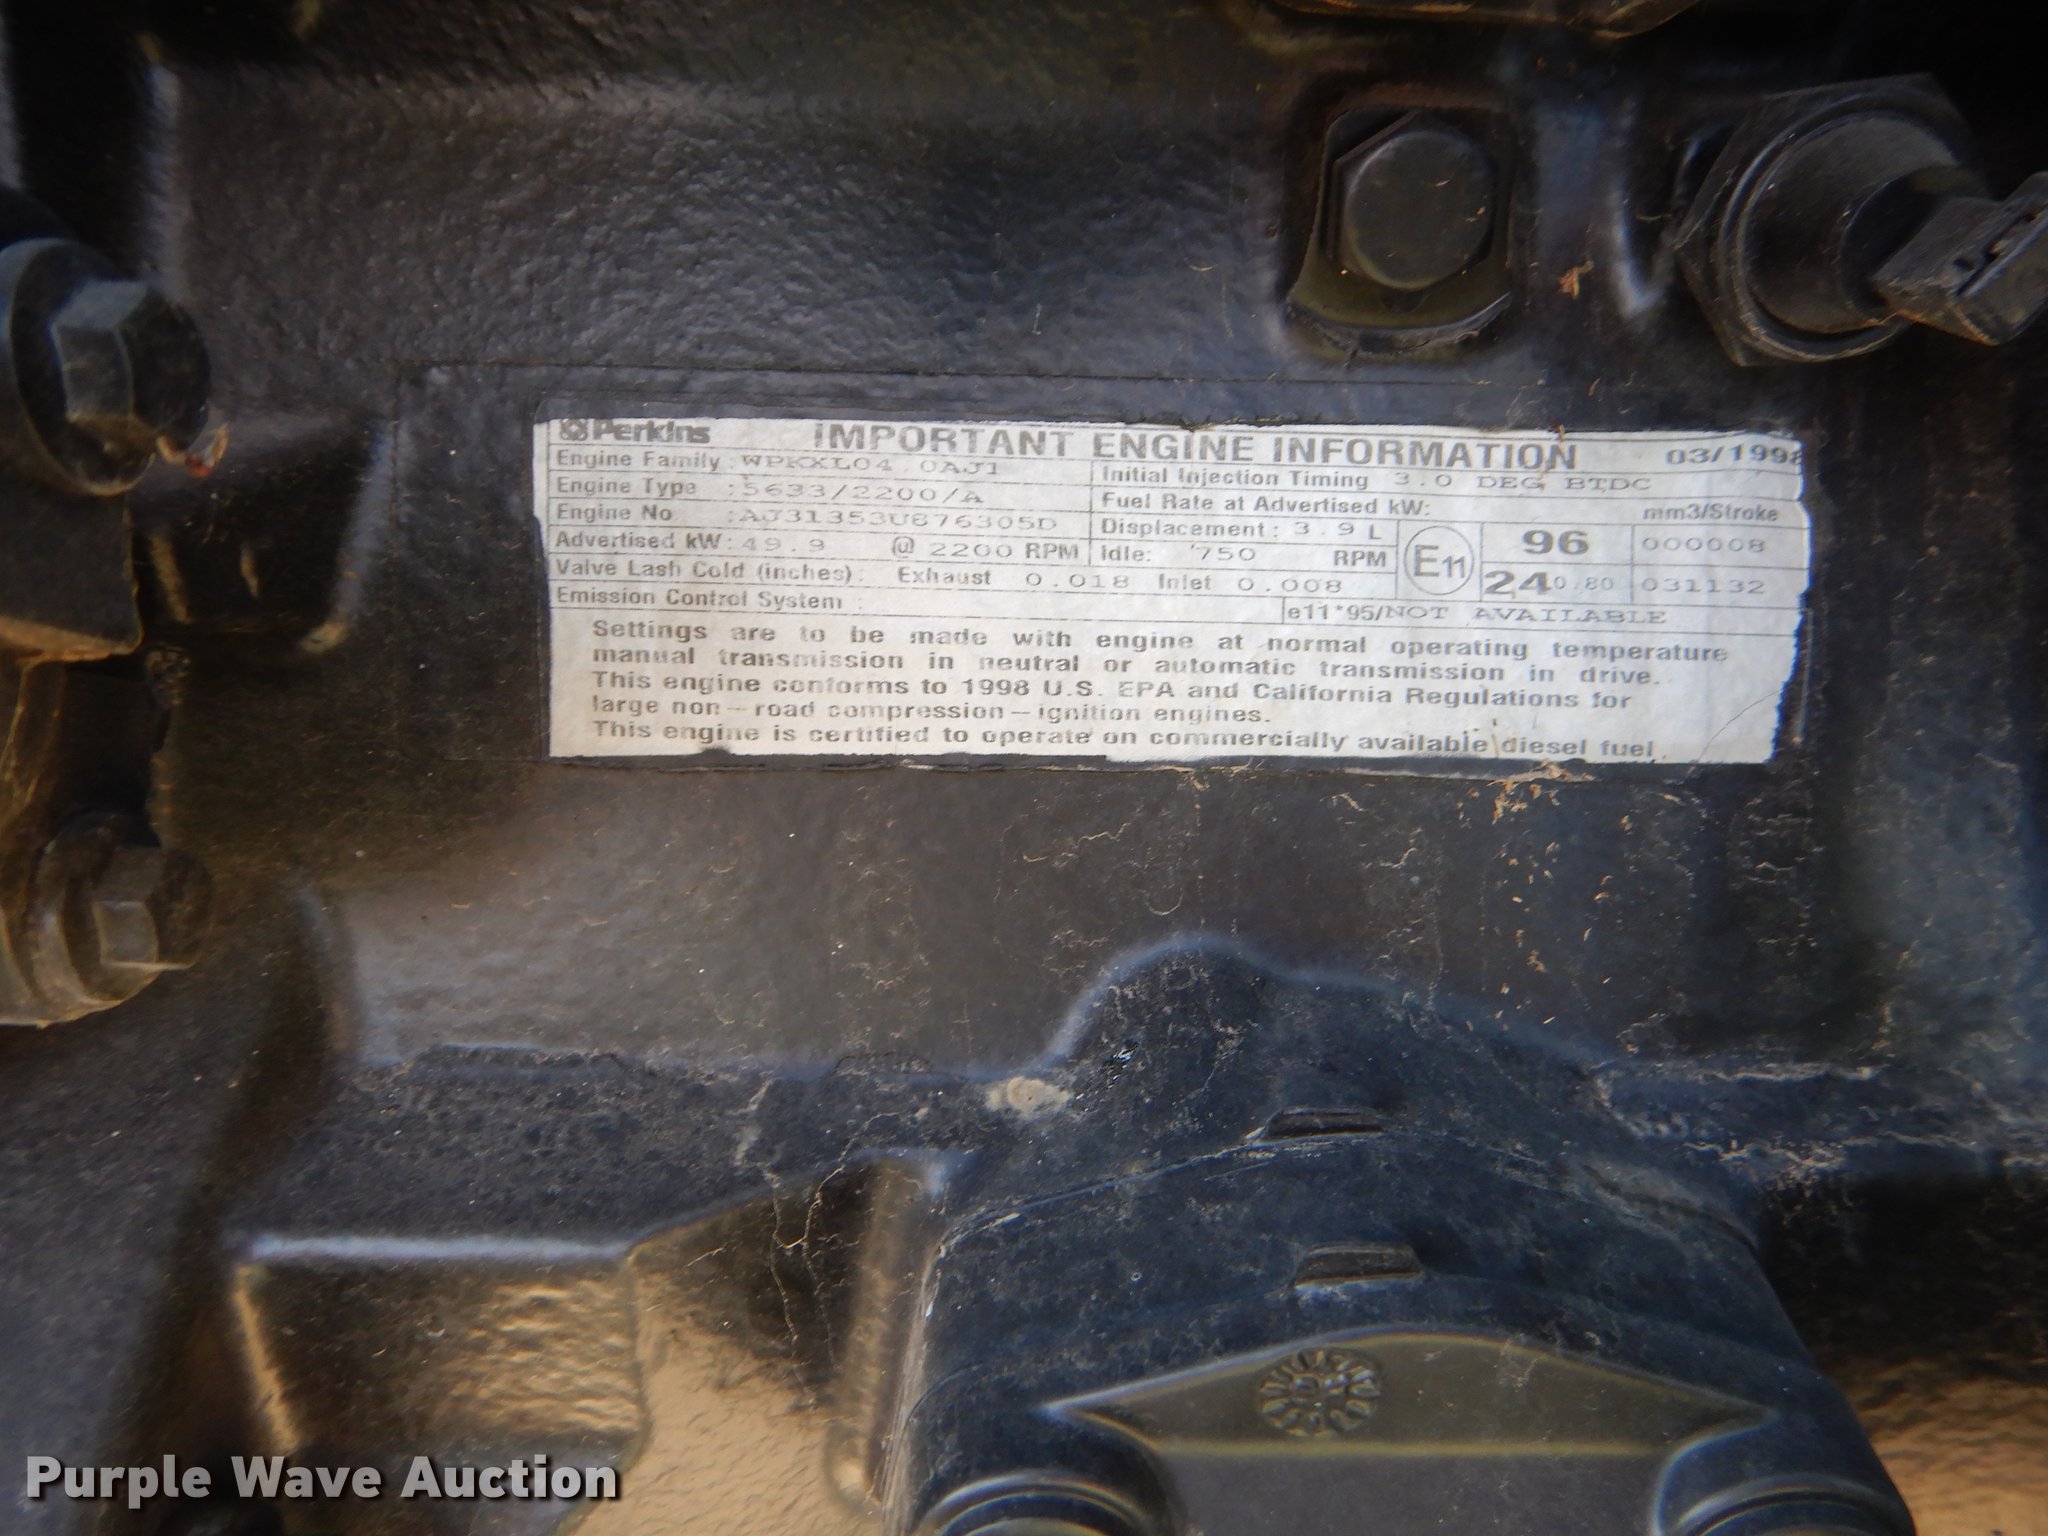 Perkins IMPORTANT ENGINE INFORMATION 03/1998
Engine Family : WPKXL04.0AJ1 Initial Injection Timing 3.0 DEG BTDC
Engine Type : 5633/2200/A Fuel Rate at Advertised kW: mm3/Stroke
Engine No : AJ31353U876305D Displacement: 3.9 L E11 96 000008
Advertised kW: 49.9 @ 2200 RPM Idle: 750 RPM 24 0.80 031132
Valve Lash Cold (inches): Exhaust 0.018 Inlet 0.008
Emission Control System : e11*95/NOT AVAILABLE
Settings are to be made with engine at normal operating temperature
manual transmission in neutral or automatic transmission in drive.
This engine conforms to 1998 U.S. EPA and California Regulations for
large non-road compression-ignition engines.
This engine is certified to operate on commercially available diesel fuel.
Purple Wave Auction